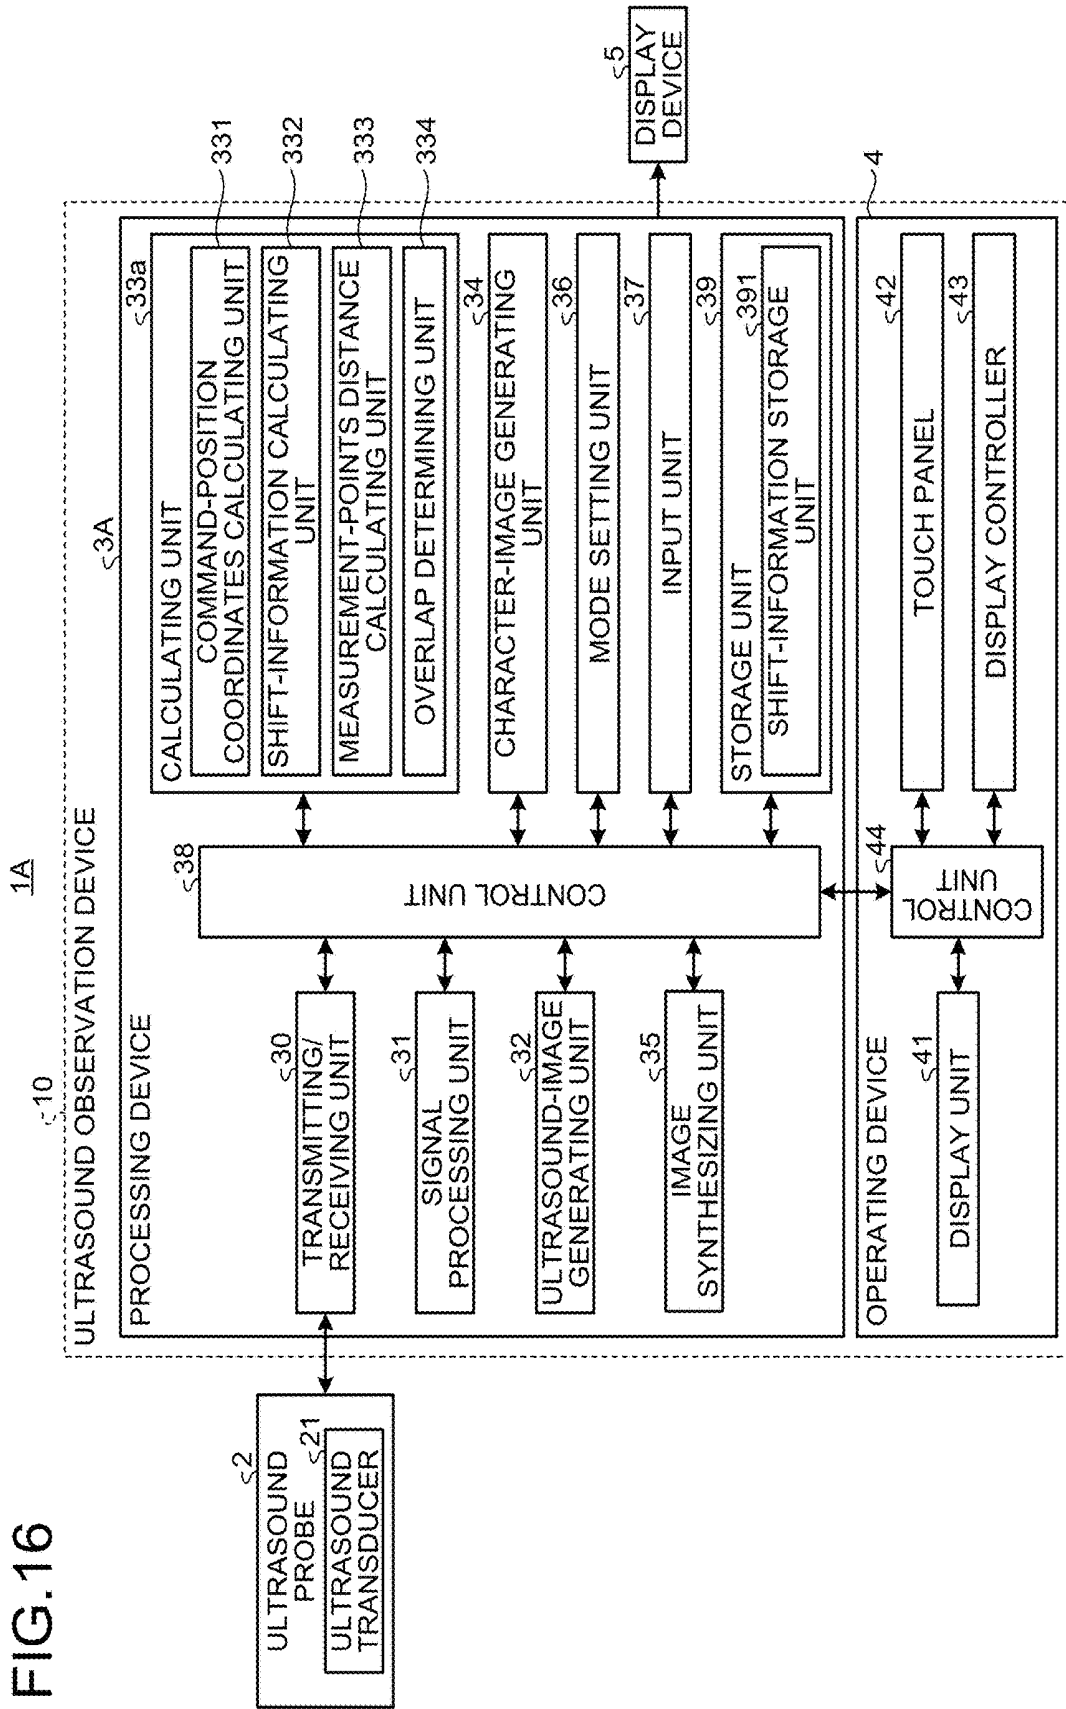 FIG.16
1A
10
ULTRASOUND OBSERVATION DEVICE
3A
PROCESSING DEVICE
2
ULTRASOUND
PROBE
21
ULTRASOUND
TRANSDUCER
30
TRANSMITTING/
RECEIVING UNIT
31
SIGNAL
PROCESSING UNIT
32
ULTRASOUND-IMAGE
GENERATING UNIT
35
IMAGE
SYNTHESIZING UNIT
38
CONTROL UNIT
33a
CALCULATING UNIT
COMMAND-POSITION
COORDINATES CALCULATING UNIT
331
SHIFT-INFORMATION CALCULATING
UNIT
332
MEASUREMENT-POINTS DISTANCE
CALCULATING UNIT
333
OVERLAP DETERMINING UNIT
334
34
CHARACTER-IMAGE GENERATING
UNIT
36
MODE SETTING UNIT
37
INPUT UNIT
39
STORAGE UNIT
391
SHIFT-INFORMATION STORAGE
UNIT
5
DISPLAY
DEVICE
4
OPERATING DEVICE
41
DISPLAY UNIT
44
CONTROL
UNIT
42
TOUCH PANEL
43
DISPLAY CONTROLLER